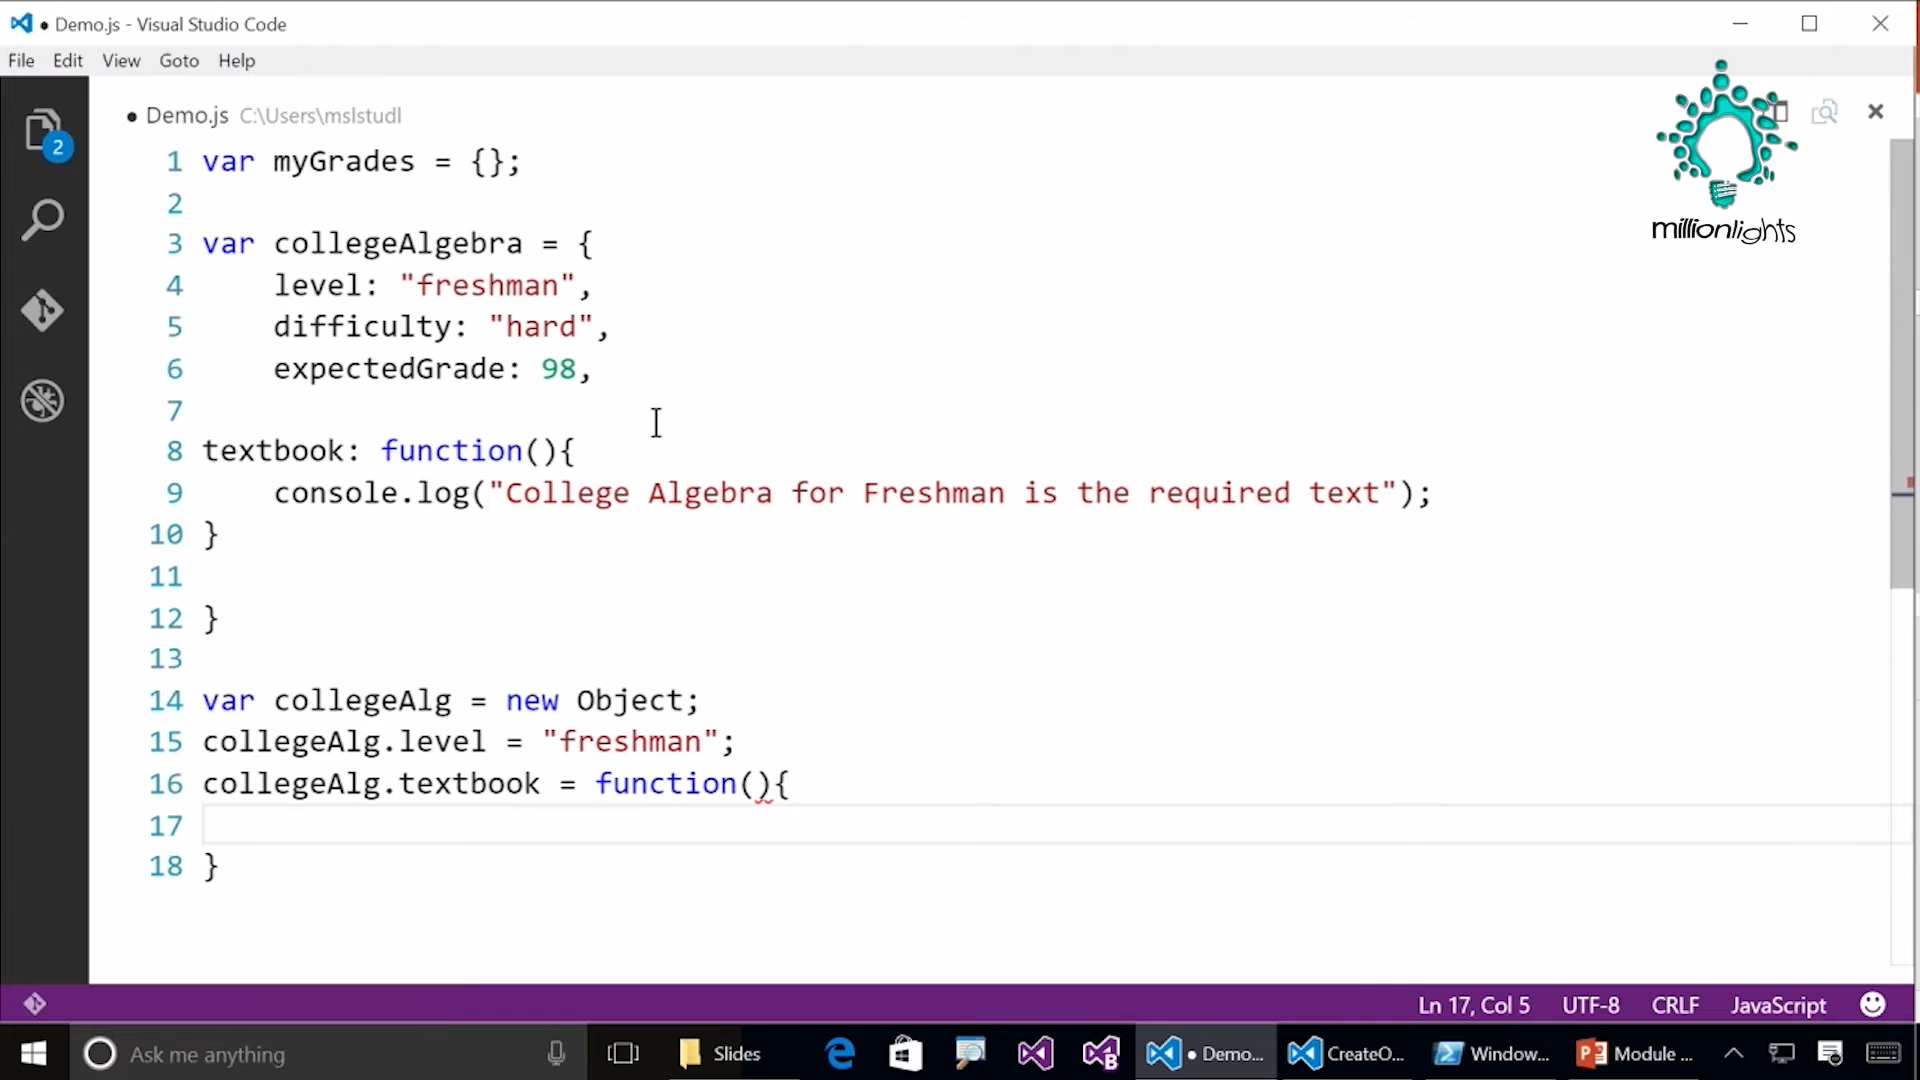 Demo.js - Visual Studio Code
File Edit View Goto Help
Demo.js C:\Users\mslstudl
millionlights
2
1 var myGrades = {};
2
3 var collegeAlgebra = {
4 level: "freshman",
5 difficulty: "hard",
6 expectedGrade: 98,
7
8 textbook: function(){
9 console.log("College Algebra for Freshman is the required text");
10 }
11
12 }
13
14 var collegeAlg = new Object;
15 collegeAlg.level = "freshman";
16 collegeAlg.textbook = function(){
17
18 }
Ln 17, Col 5 UTF-8 CRLF JavaScript
Ask me anything Slides Demo... CreateO... Window... Module ...